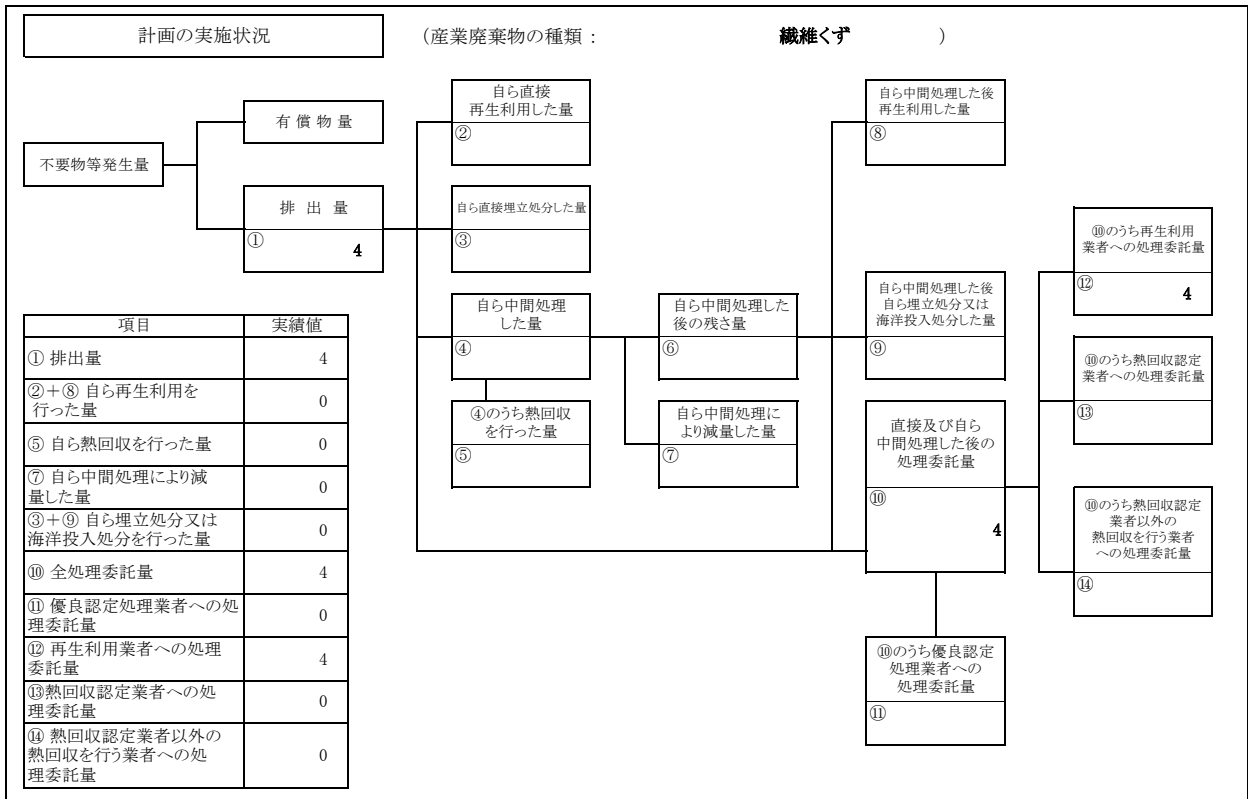 計画の実施状況
（産業廃棄物の種類： 繊維くず ）
不要物等発生量
有償物量
排出量
①
4
自ら直接
再生利用した量
②
自ら直接埋立処分した量
③
自ら中間処理
した量
④
④のうち熱回収
を行った量
⑤
自ら中間処理した
後の残さ量
⑥
自ら中間処理に
より減量した量
⑦
自ら中間処理した後
再生利用した量
⑧
自ら中間処理した後
自ら埋立処分又は
海洋投入処分した量
⑨
直接及び自ら
中間処理した後の
処理委託量
⑩
4
⑩のうち優良認定
処理業者への
処理委託量
⑪
⑩のうち再生利用
業者への処理委託量
⑫
4
⑩のうち熱回収認定
業者への処理委託量
⑬
⑩のうち熱回収認定
業者以外の
熱回収を行う業者
への処理委託量
⑭
項目 実績値
① 排出量 4
②＋⑧ 自ら再生利用を
行った量 0
⑤ 自ら熱回収を行った量 0
⑦ 自ら中間処理により減
量した量 0
③＋⑨ 自ら埋立処分又は
海洋投入処分を行った量 0
⑩ 全処理委託量 4
⑪ 優良認定処理業者への処
理委託量 0
⑫ 再生利用業者への処理
委託量 4
⑬熱回収認定業者への処
理委託量 0
⑭ 熱回収認定業者以外の
熱回収を行う業者への処
理委託量 0